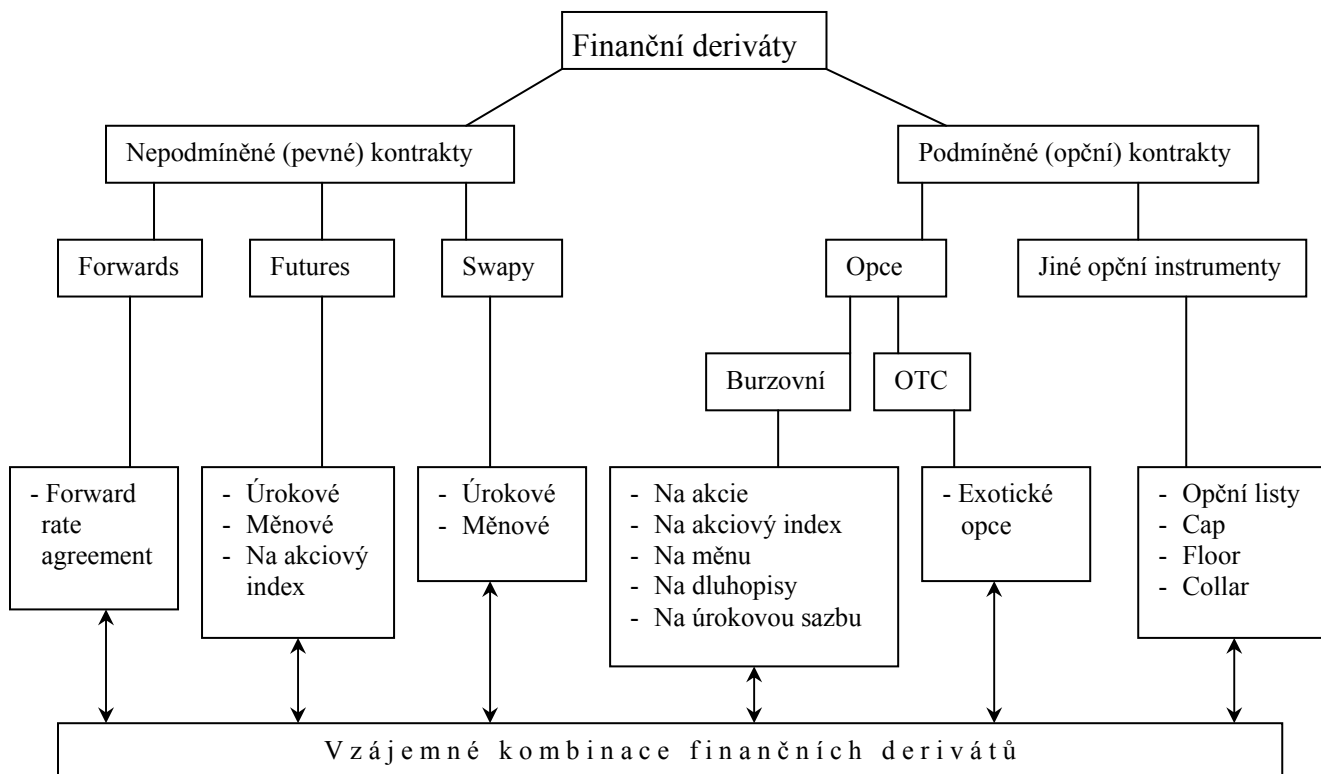 Finanční deriváty
Nepodmíněné (pevné) kontrakty
Podmíněné (opční) kontrakty
Forwards
Futures
Swapy
Opce
Jiné opční instrumenty
Burzovní
OTC
- Forward
rate
agreement
- Úrokové
- Měnové
- Na akciový
index
- Úrokové
- Měnové
- Na akcie
- Na akciový index
- Na měnu
- Na dluhopisy
- Na úrokovou sazbu
- Exotické
opce
- Opční listy
- Cap
- Floor
- Collar
Vzájemné kombinace finančních derivátů